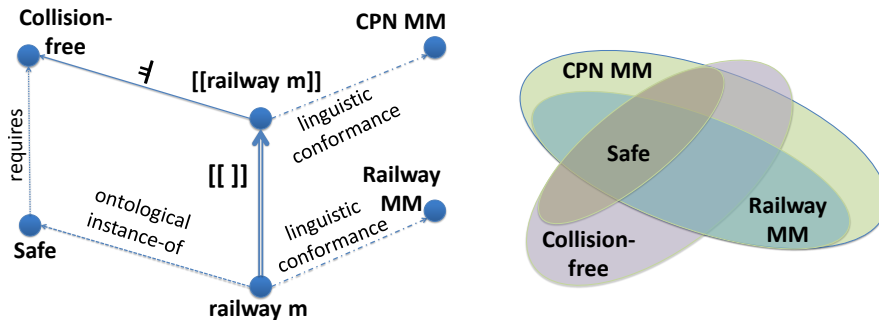 Collision-
free
CPN MM
[[railway m]]
linguistic
conformance
requires
[[ ]]
ontological
instance-of
Railway
MM
linguistic
conformance
Safe
railway m
CPN MM
Safe
Railway
MM
Collision-
free